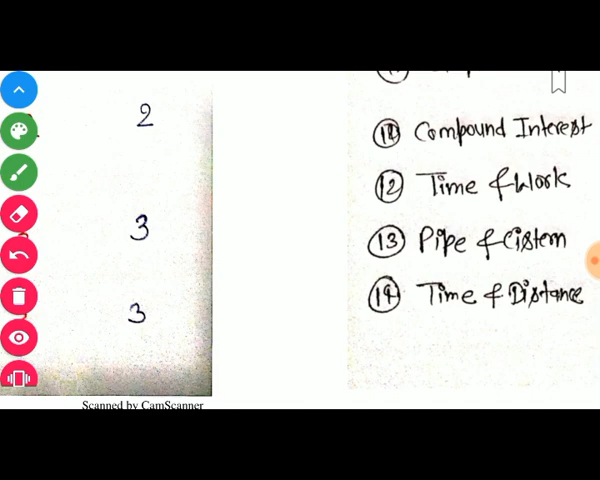 2
3
3
Scanned by CamScanner
11 Compound Interest
12 Time & Work
13 Pipe & Cistern
14 Time & Distance